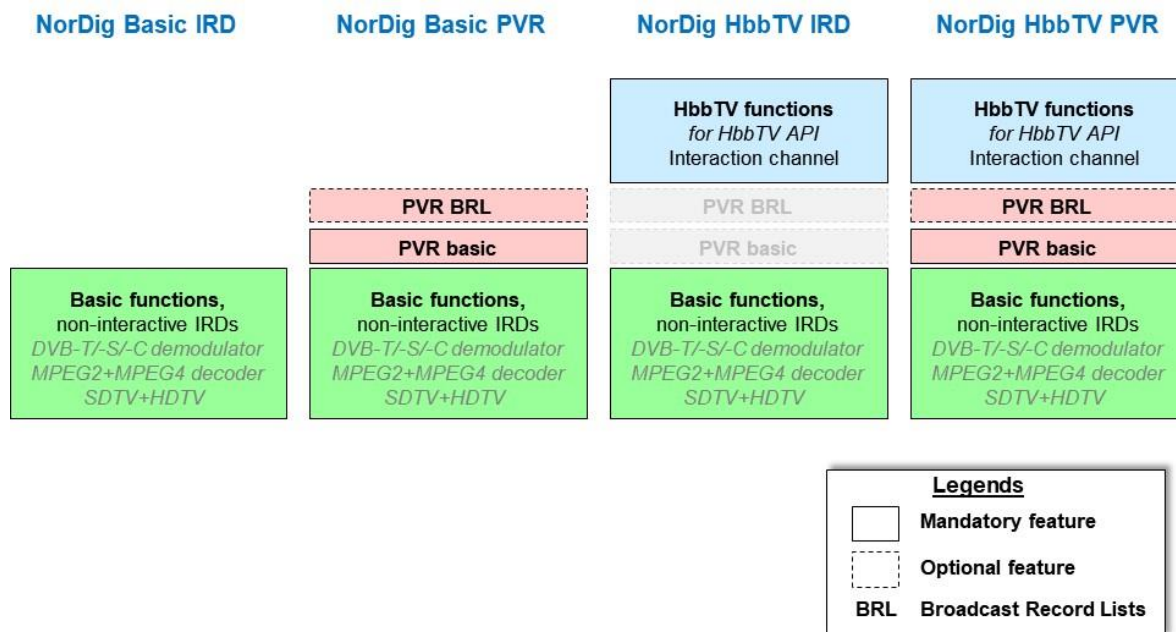 NorDig Basic IRD
NorDig Basic PVR
NorDig HbbTV IRD
NorDig HbbTV PVR
HbbTV functions
for HbbTV API
Interaction channel
HbbTV functions
for HbbTV API
Interaction channel
PVR BRL
PVR BRL
PVR BRL
PVR basic
PVR basic
PVR basic
Basic functions,
non-interactive IRDs
DVB-T/-S/-C demodulator
MPEG2+MPEG4 decoder
SDTV+HDTV
Basic functions,
non-interactive IRDs
DVB-T/-S/-C demodulator
MPEG2+MPEG4 decoder
SDTV+HDTV
Basic functions,
non-interactive IRDs
DVB-T/-S/-C demodulator
MPEG2+MPEG4 decoder
SDTV+HDTV
Basic functions,
non-interactive IRDs
DVB-T/-S/-C demodulator
MPEG2+MPEG4 decoder
SDTV+HDTV
Legends
Mandatory feature
Optional feature
BRL Broadcast Record Lists